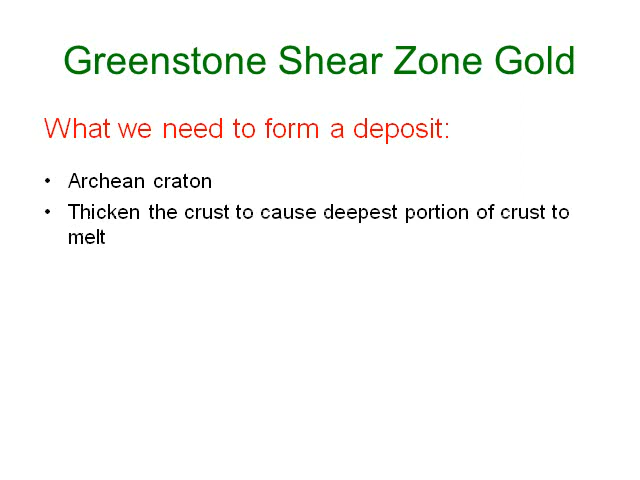 Greenstone Shear Zone Gold
What we need to form a deposit:
• Archean craton
• Thicken the crust to cause deepest portion of crust to
melt